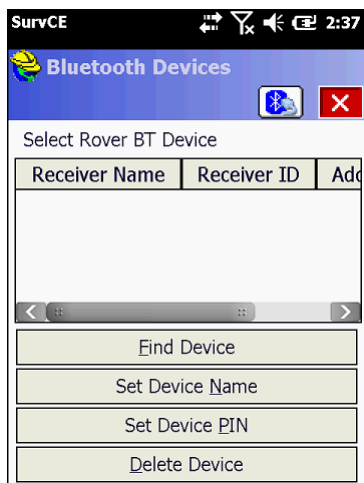 SurvCE 2:37
Bluetooth Devices
Select Rover BT Device
Receiver Name Receiver ID Add
Find Device
Set Device Name
Set Device PIN
Delete Device